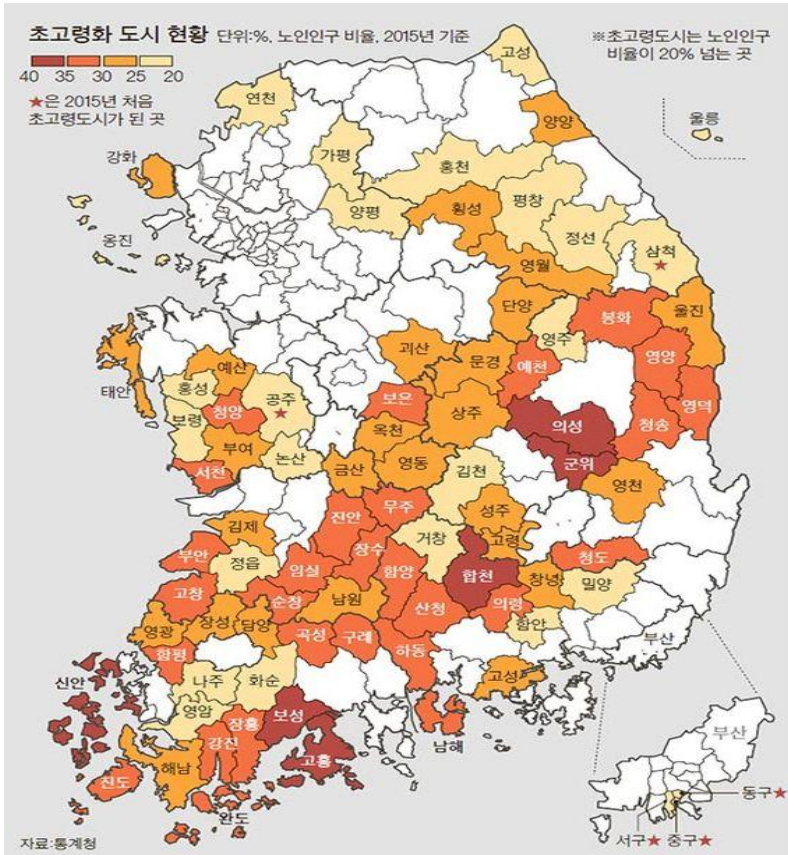 초고령화 도시 현황 단위:%, 노인인구 비율, 2015년 기준
※초고령도시는 노인인구
비율이 20% 넘는 곳
40 35 30 25 20
★은 2015년 처음
초고령도시가 된 곳
고성
연천
양양
울릉
강화
가평
홍천
양평
횡성
평창
옹진
정선
삼척
★
영월
단양
봉화
울진
영주
괴산
문경
예천
영양
예산
태안
홍성
공주
★
보은
상주
영덕
보령
청양
의성
청송
옥천
부여
논산
군위
서천
금산
영동
김천
영천
무주
진안
성주
김제
거창
고령
부안
정읍
장수
청도
임실
함양
합천
고창
창녕
밀양
순창
남원
의령
산청
영광
장성
담양
함안
곡성
구례
하동
부산
함평
신안
나주
화순
고성
영암
보성
장흥
남해
강진
부산
고흥
해남
진도
동구★
완도
서구★ 중구★
자료:통계청